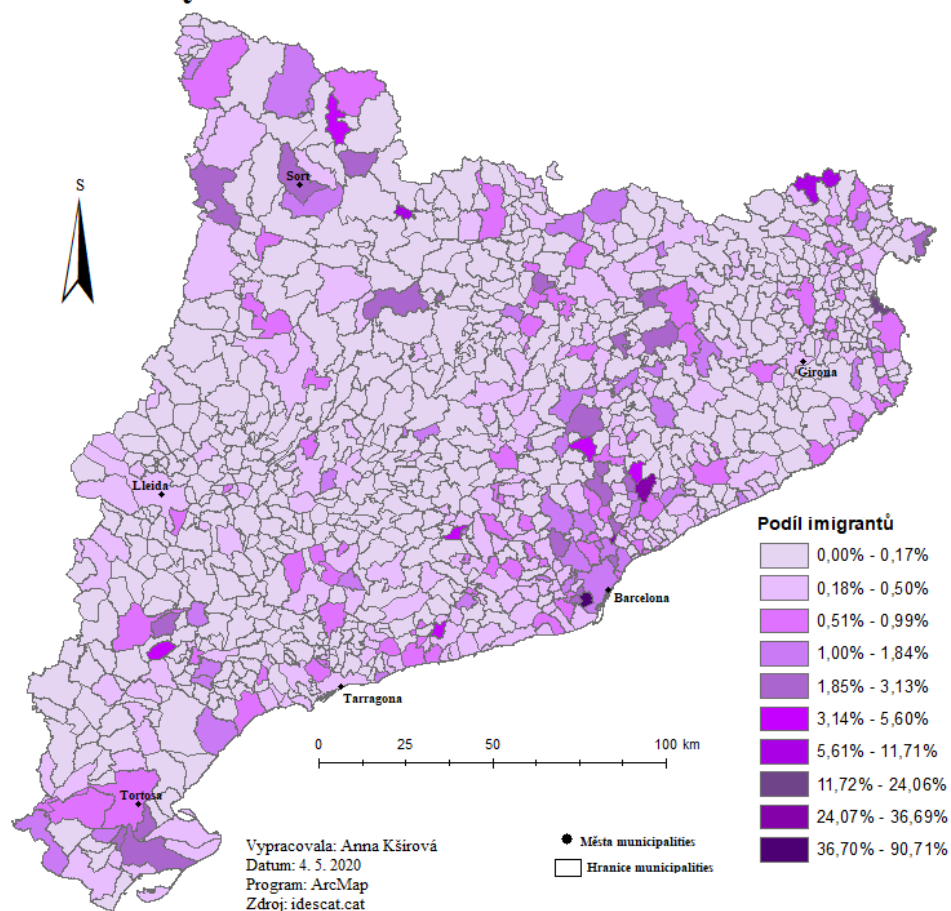 S
Sort
Girona
Lleida
Barcelona
Tarragona
Tortosa
Podíl imigrantů
0,00% - 0,17%
0,18% - 0,50%
0,51% - 0,99%
1,00% - 1,84%
1,85% - 3,13%
3,14% - 5,60%
5,61% - 11,71%
11,72% - 24,06%
24,07% - 36,69%
36,70% - 90,71%
0 25 50 100 km
Vypracovala: Anna Kšírová
Datum: 4. 5. 2020
Program: ArcMap
Zdroj: idescat.cat
Města municipalities
Hranice municipalities